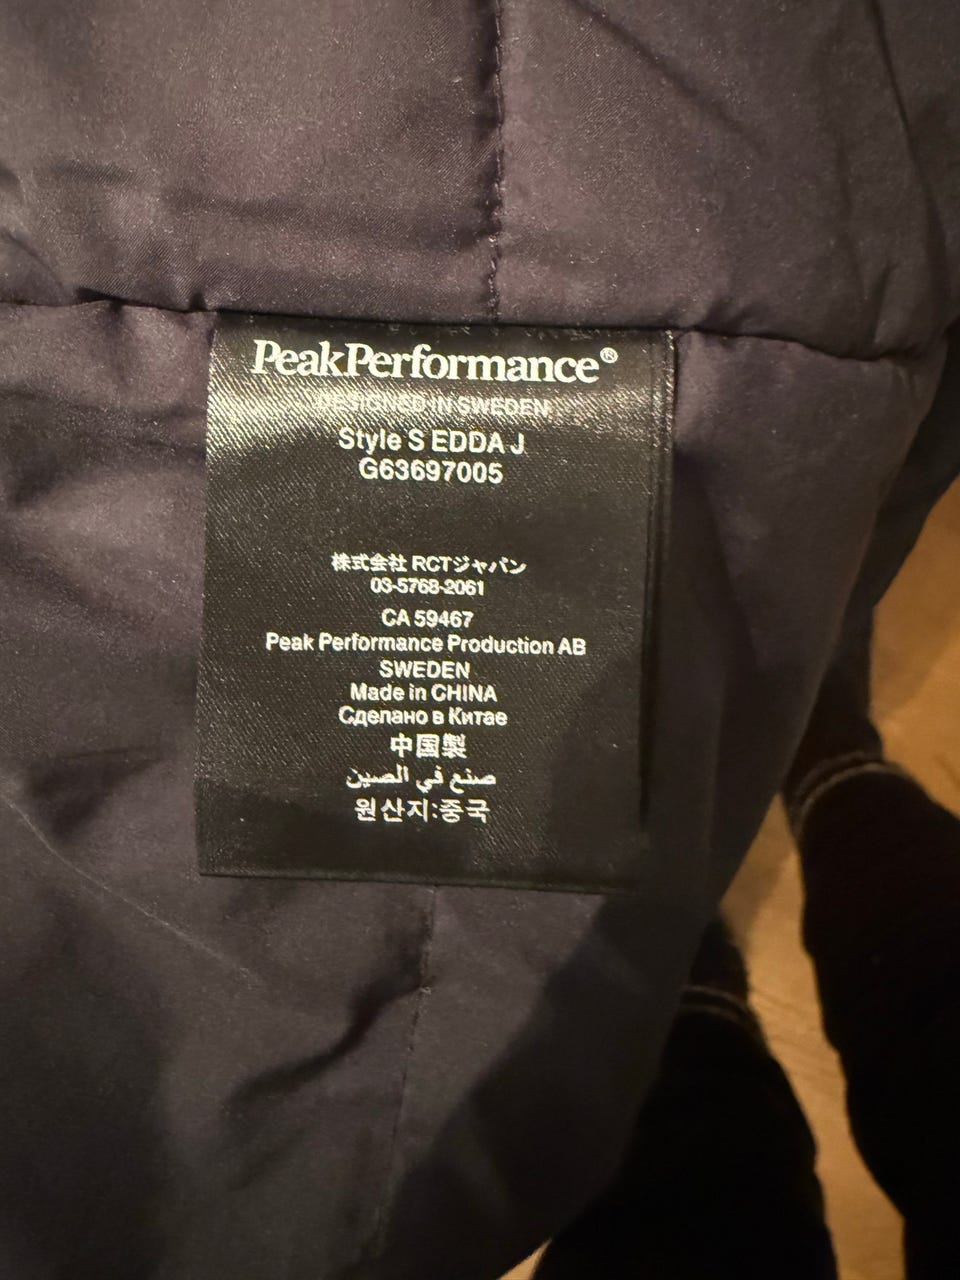 PeakPerformance®
DESIGNED IN SWEDEN
Style S EDDA J
G63697005
株式会社 RCTジャパン
03-5768-2061
CA 59467
Peak Performance Production AB
SWEDEN
Made in CHINA
Сделано в Китае
中国製
صنع في الصين
원산지:중국